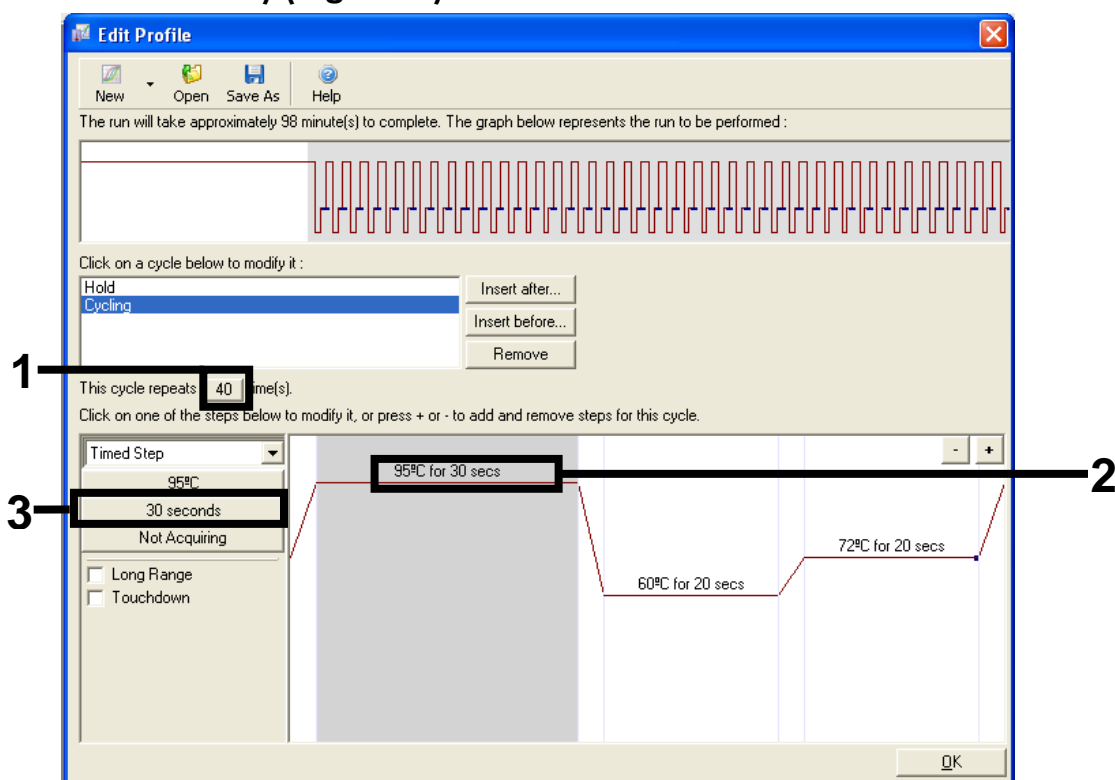 Edit Profile
New Open Save As Help
The run will take approximately 98 minute(s) to complete. The graph below represents the run to be performed :
Click on a cycle below to modify it :
Hold
Cycling
Insert after...
Insert before...
Remove
1
This cycle repeats 40 ime(s).
Click on one of the steps below to modify it, or press + or - to add and remove steps for this cycle.
Timed Step
- +
95ºC
95ºC for 30 secs
2
3
30 seconds
Not Acquiring
72ºC for 20 secs
Long Range
60ºC for 20 secs
Touchdown
OK